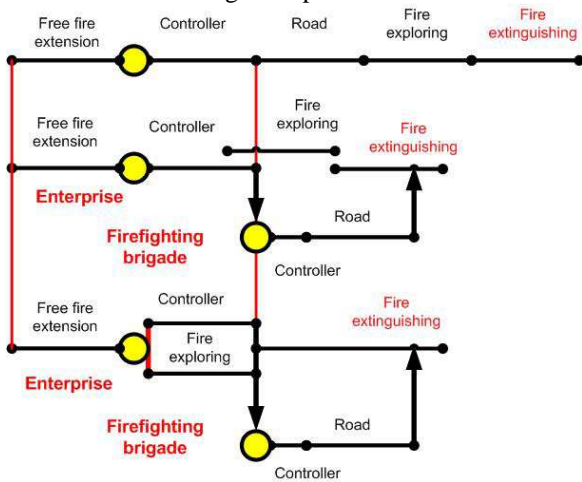 Free fire
extension
Controller
Road
Fire
exploring
Fire
extinguishing
Free fire
extension
Controller
Fire
exploring
Fire
extinguishing
Enterprise
Firefighting
brigade
Road
Controller
Free fire
extension
Controller
Fire
exploring
Fire
extinguishing
Enterprise
Firefighting
brigade
Road
Controller